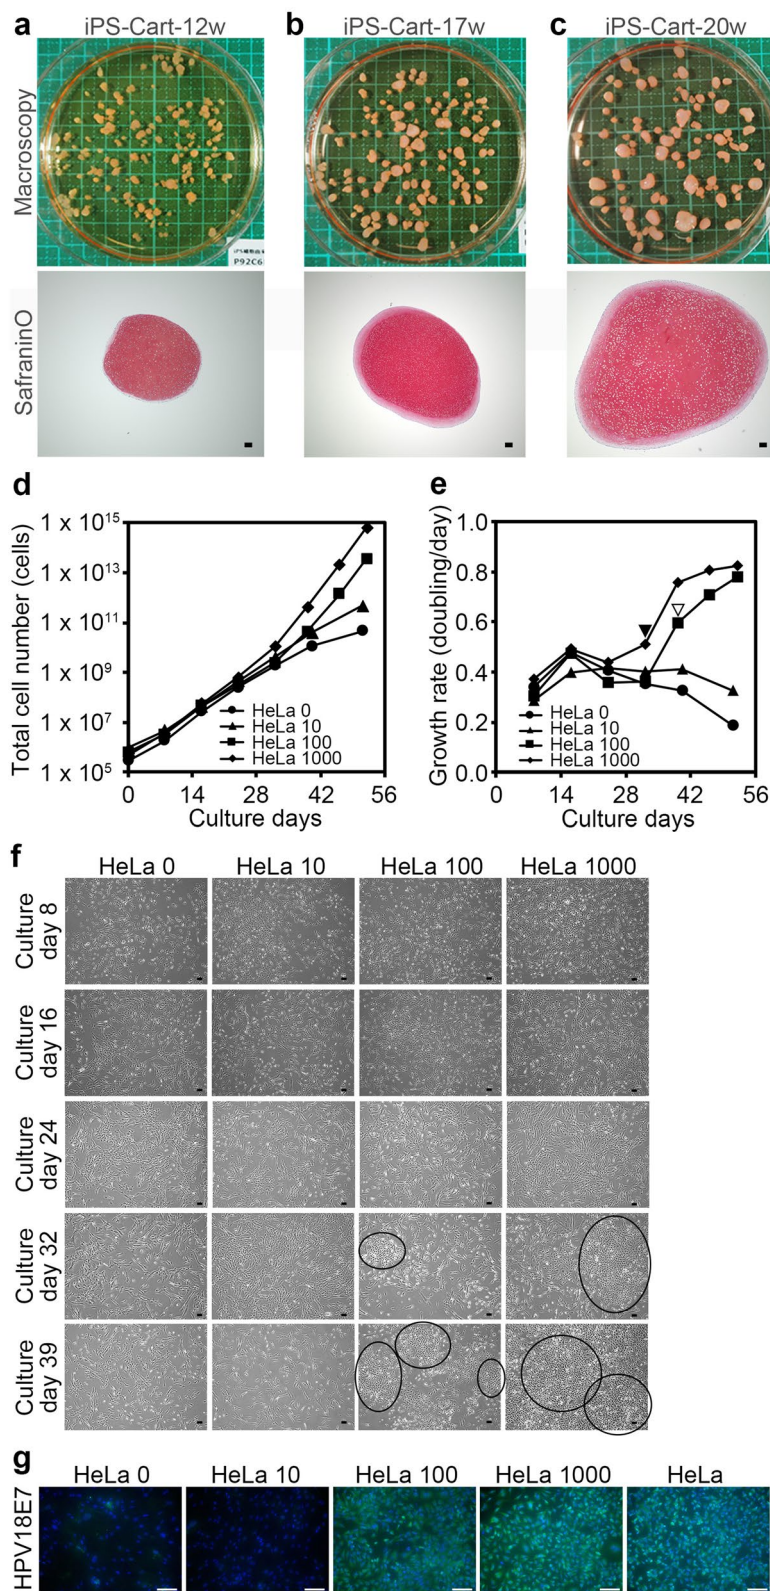 a
iPS-Cart-12w
b
iPS-Cart-17w
c
iPS-Cart-20w
Macroscopy
P92C6
SafraninO
d
Total cell number (cells)
1 x 10^15
1 x 10^13
1 x 10^11
1 x 10^9
1 x 10^7
1 x 10^5
HeLa 0
HeLa 10
HeLa 100
HeLa 1000
0 14 28 42 56
Culture days
e
Growth rate (doubling/day)
1.0
0.8
0.6
0.4
0.2
0.0
HeLa 0
HeLa 10
HeLa 100
HeLa 1000
0 14 28 42 56
Culture days
f
HeLa 0 HeLa 10 HeLa 100 HeLa 1000
Culture
day 8
Culture
day 16
Culture
day 24
Culture
day 32
Culture
day 39
g
HeLa 0 HeLa 10 HeLa 100 HeLa 1000 HeLa
HPV18E7